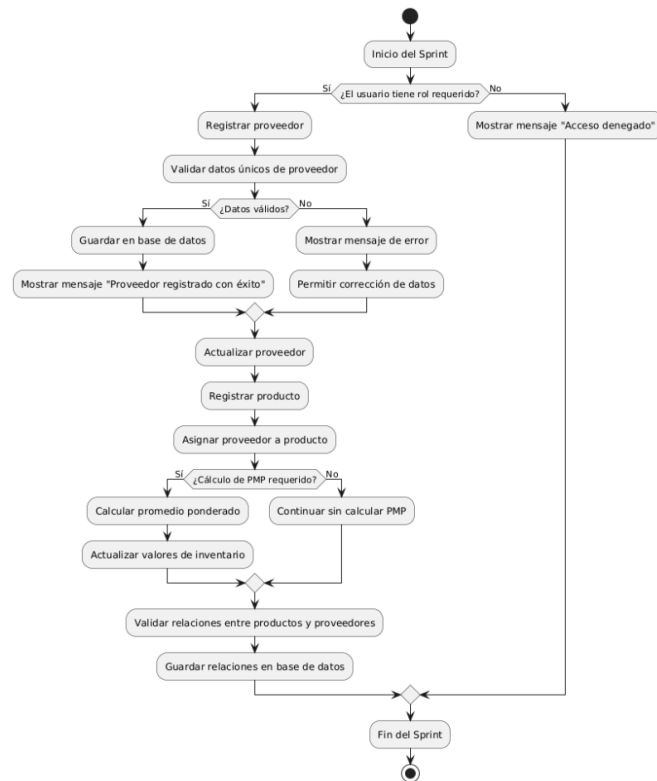 Inicio del Sprint
¿El usuario tiene rol requerido?
Sí
No
Registrar proveedor
Mostrar mensaje "Acceso denegado"
Validar datos únicos de proveedor
¿Datos válidos?
Sí
No
Guardar en base de datos
Mostrar mensaje de error
Mostrar mensaje "Proveedor registrado con éxito"
Permitir corrección de datos
Actualizar proveedor
Registrar producto
Asignar proveedor a producto
¿Cálculo de PMP requerido?
Sí
No
Calcular promedio ponderado
Continuar sin calcular PMP
Actualizar valores de inventario
Validar relaciones entre productos y proveedores
Guardar relaciones en base de datos
Fin del Sprint